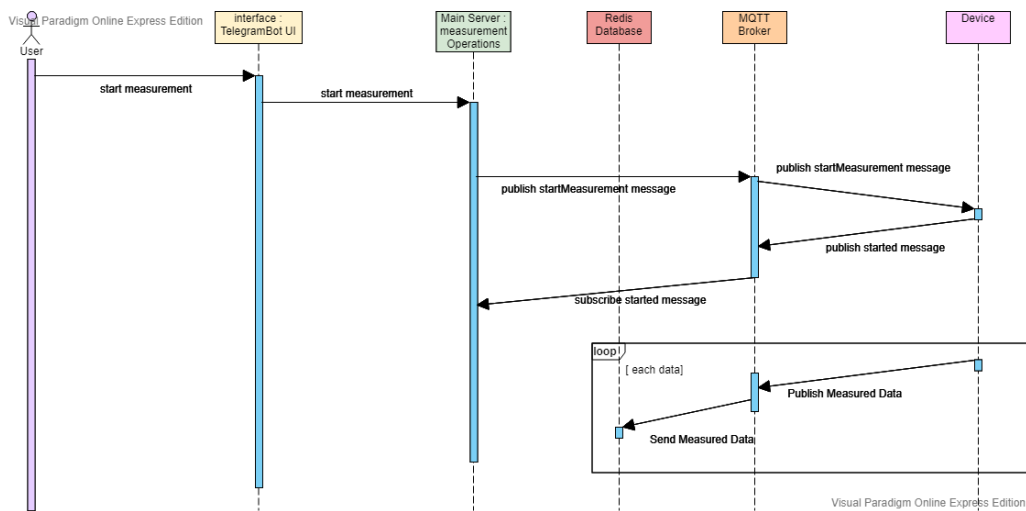 Visual Paradigm Online Express Edition
User
interface :
TelegramBot UI
Main Server :
measurement
Operations
Redis
Database
MQTT
Broker
Device
start measurement
start measurement
publish startMeasurement message
publish startMeasurement message
publish started message
subscribe started message
loop
[ each data]
Publish Measured Data
Send Measured Data
Visual Paradigm Online Express Edition